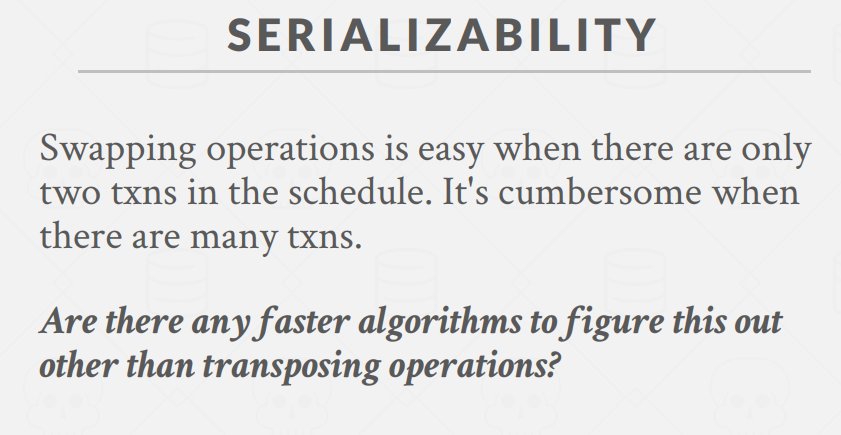 SERIALIZABILITY
Swapping operations is easy when there are only
two txns in the schedule. It's cumbersome when
there are many txns.
Are there any faster algorithms to figure this out
other than transposing operations?